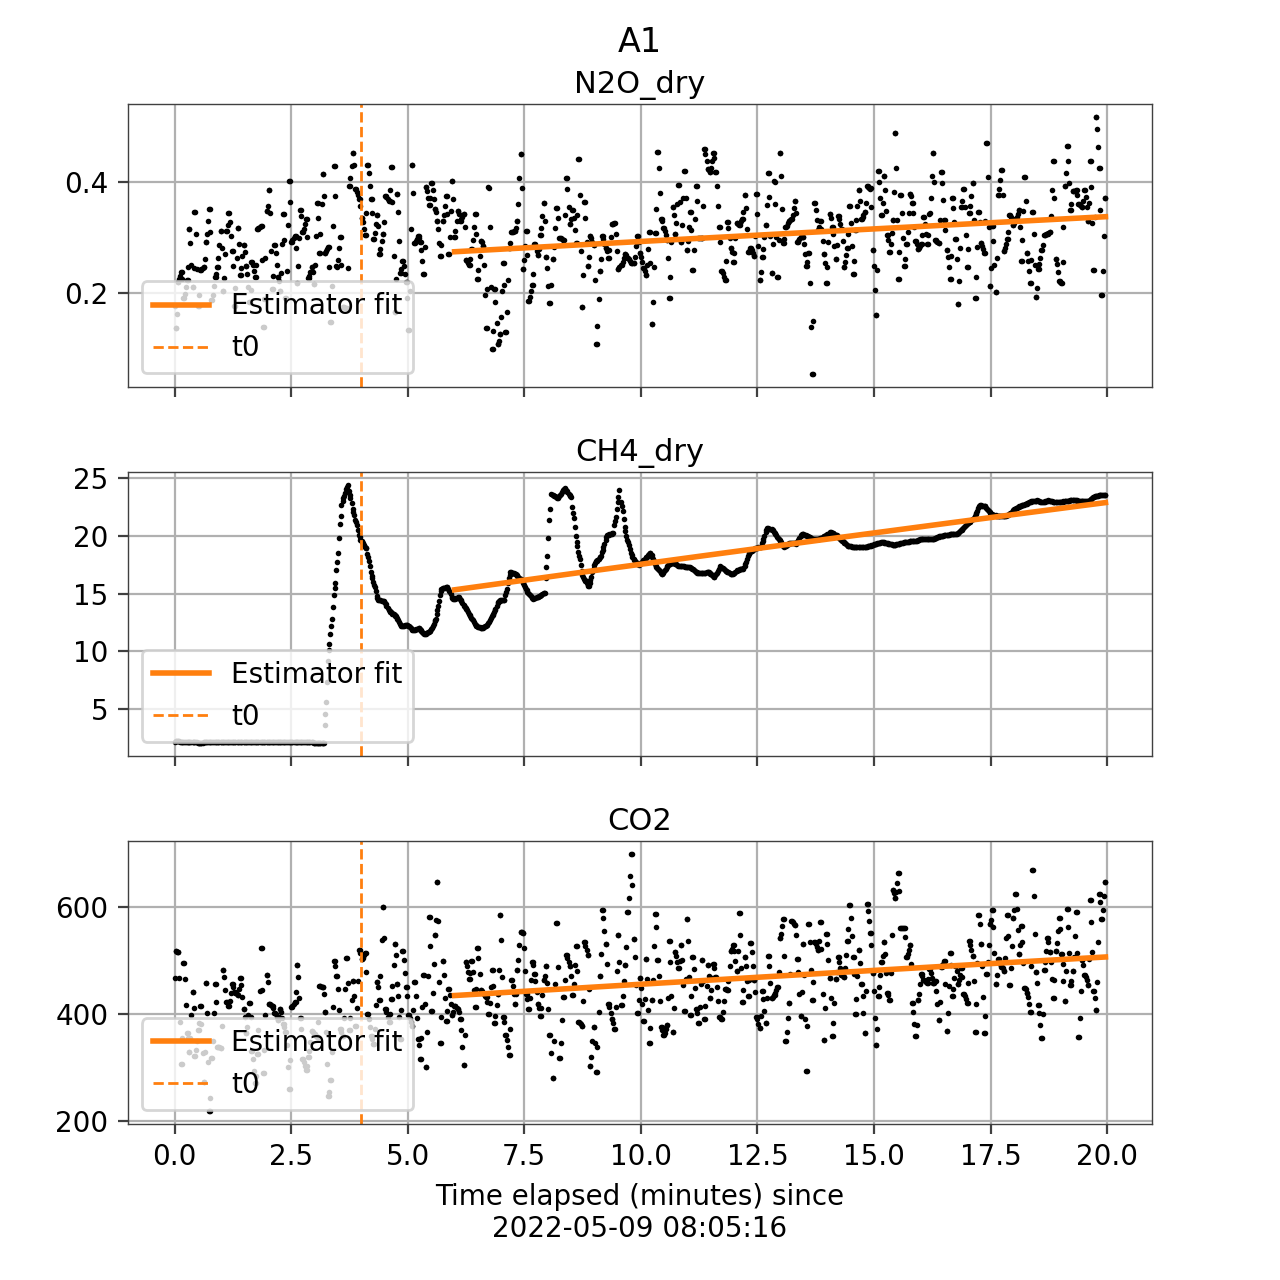 A1
N2O_dry
0.4
0.2
Estimator fit
t0
CH4_dry
25
20
15
10
5
Estimator fit
t0
CO2
600
400
200
Estimator fit
t0
0.0 2.5 5.0 7.5 10.0 12.5 15.0 17.5 20.0
Time elapsed (minutes) since
2022-05-09 08:05:16